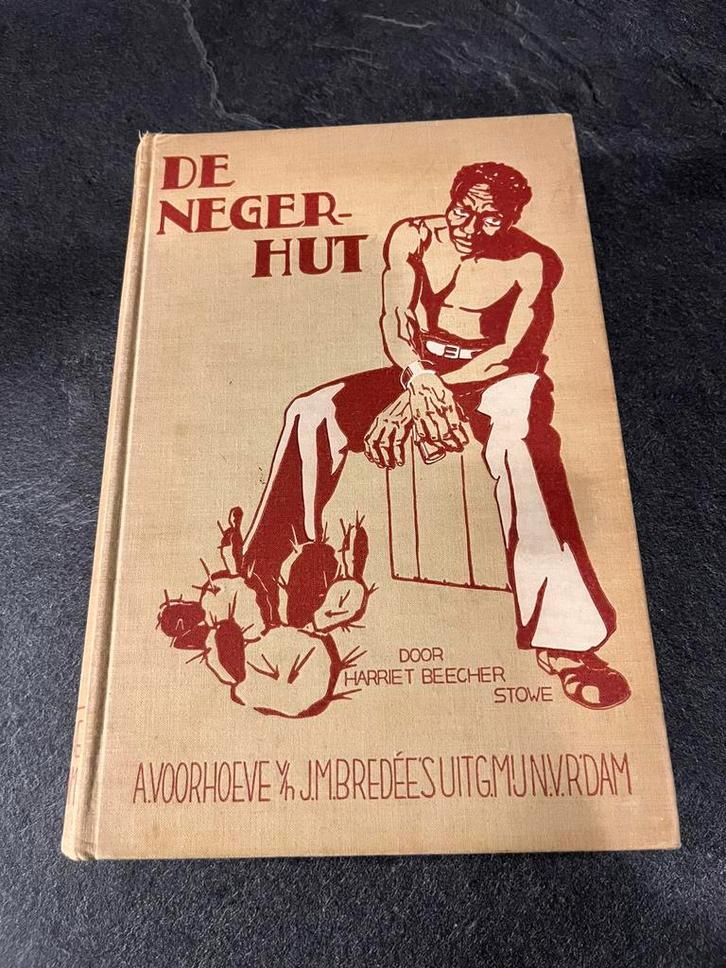 DE
NEGER-
HUT
DOOR
HARRIET BEECHER
STOWE
A.VOORHOEVE V/h J.M.BREDÉE'S UITG.MIJ N.V. R'DAM